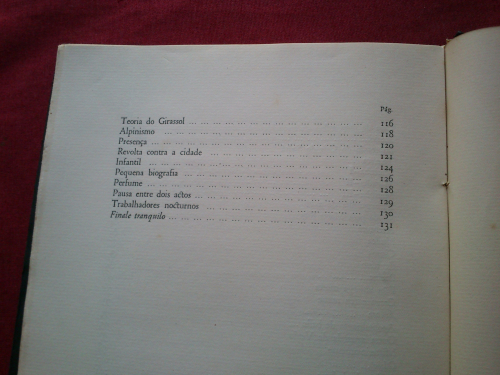 Pág.
Teoria do Girassol ... ... ... ... ... ... ... ... ... ... ... ... ... ... 116
Alpinismo ... ... ... ... ... ... ... ... ... ... ... ... ... ... ... ... 118
Presença ... ... ... ... ... ... ... ... ... ... ... ... ... ... ... ... ... 120
Revolta contra a cidade ... ... ... ... ... ... ... ... ... ... ... ... ... 121
Infantil ... ... ... ... ... ... ... ... ... ... ... ... ... ... ... ... ... 124
Pequena biografia ... ... ... ... ... ... ... ... ... ... ... ... ... ... 126
Perfume ... ... ... ... ... ... ... ... ... ... ... ... ... ... ... ... ... 128
Pausa entre dois actos ... ... ... ... ... ... ... ... ... ... ... ... ... 129
Trabalhadores nocturnos ... ... ... ... ... ... ... ... ... ... ... ... 130
Finale tranquilo ... ... ... ... ... ... ... ... ... ... ... ... ... ... ... 131